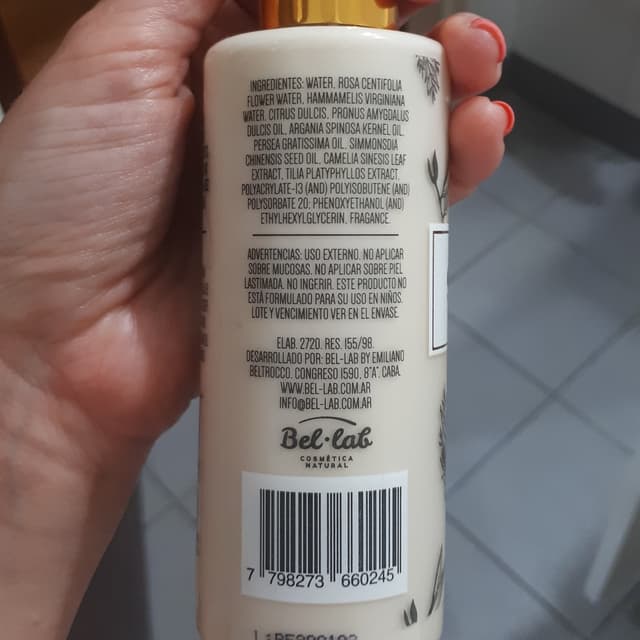 INGREDIENTES: WATER, ROSA CENTIFOLIA
FLOWER WATER, HAMMAMELIS VIRGINIANA
WATER, CITRUS DULCIS, PRONUS AMYGDALUS
DULCIS OIL, ARGANIA SPINOSA KERNEL OIL,
PERSEA GRATISSIMA OIL, SIMMONSDIA
CHINENSIS SEED OIL, CAMELIA SINESIS LEAF
EXTRACT, TILIA PLATYPHYLLOS EXTRACT,
POLYACRYLATE-13 (AND) POLYISOBUTENE (AND)
POLYSORBATE 20; PHENOXYETHANOL (AND)
ETHYLHEXYLGLYCERIN, FRAGANCE.
ADVERTENCIAS: USO EXTERNO. NO APLICAR
SOBRE MUCOSAS. NO APLICAR SOBRE PIEL
LASTIMADA. NO INGERIR. ESTE PRODUCTO NO
ESTÁ FORMULADO PARA SU USO EN NIÑOS.
LOTE Y VENCIMIENTO VER EN EL ENVASE.
ELAB. 2720. RES. 155/98.
DESARROLLADO POR: BEL-LAB BY EMILIANO
BELTROCCO. CONGRESO 1590, 8"A". CABA.
WWW.BEL-LAB.COM.AR
INFO@BEL-LAB.COM.AR
Bel·lab
COSMÉTICA
NATURAL
7 798273 660245